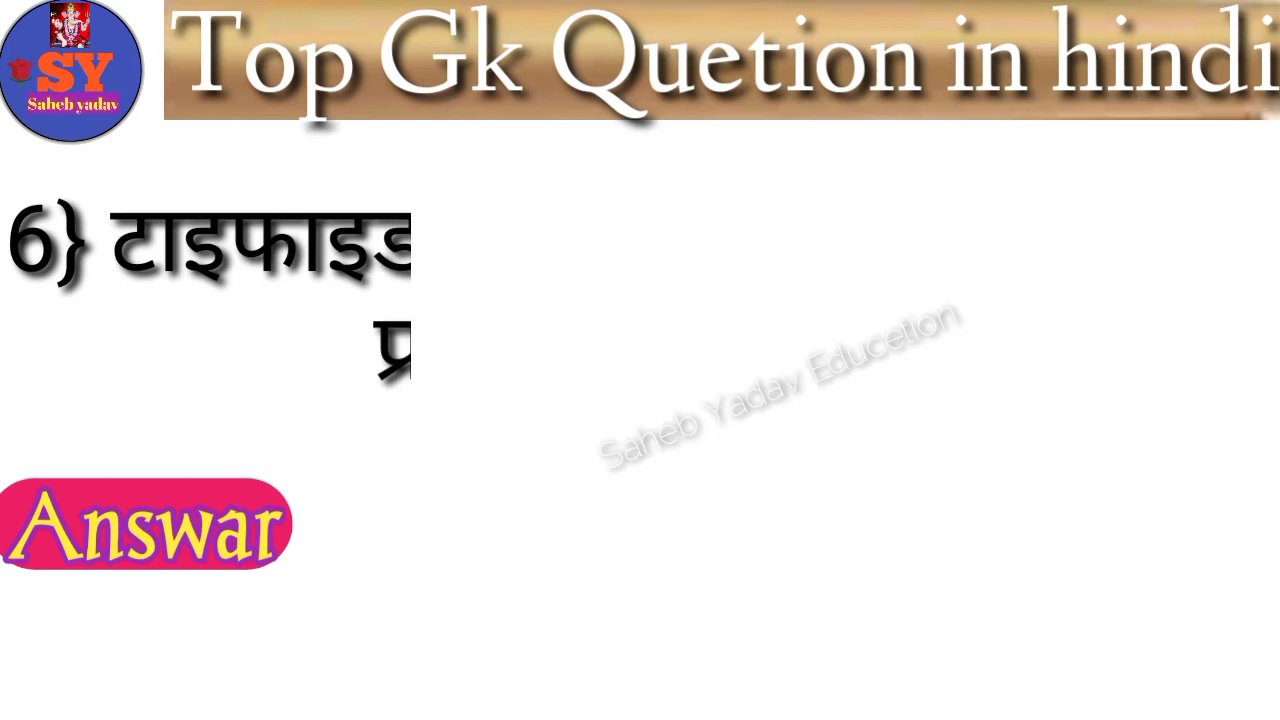 SY
Saheb yadav
Top Gk Quetion in hindi
6} टाइफाइड
प्र
Saheb Yadav Educetion
Answar